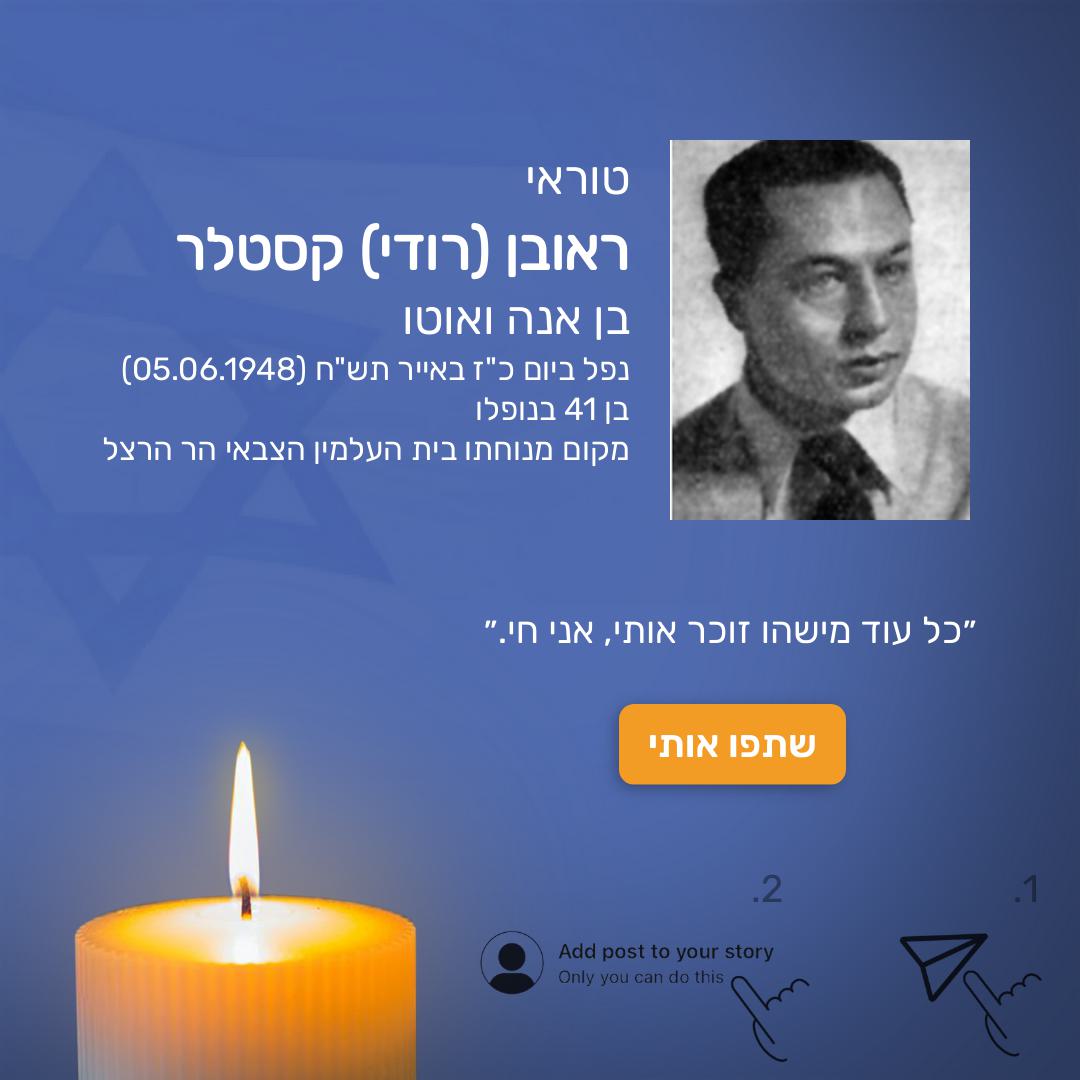 טוראי
ראובן (רודי) קסטלר
בן אנה ואוטו
נפל ביום כ"ז באייר תש"ח (05.06.1948)
בן 41 בנופלו
מקום מנוחתו בית העלמין הצבאי הר הרצל
״כל עוד מישהו זוכר אותי, אני חי.״
שתפו אותי
.1
.2
Add post to your story
Only you can do this